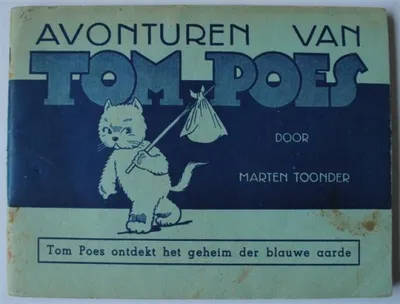 AVONTUREN VAN
TOM POES
DOOR
MARTEN TOONDER
Tom Poes ontdekt het geheim der blauwe aarde